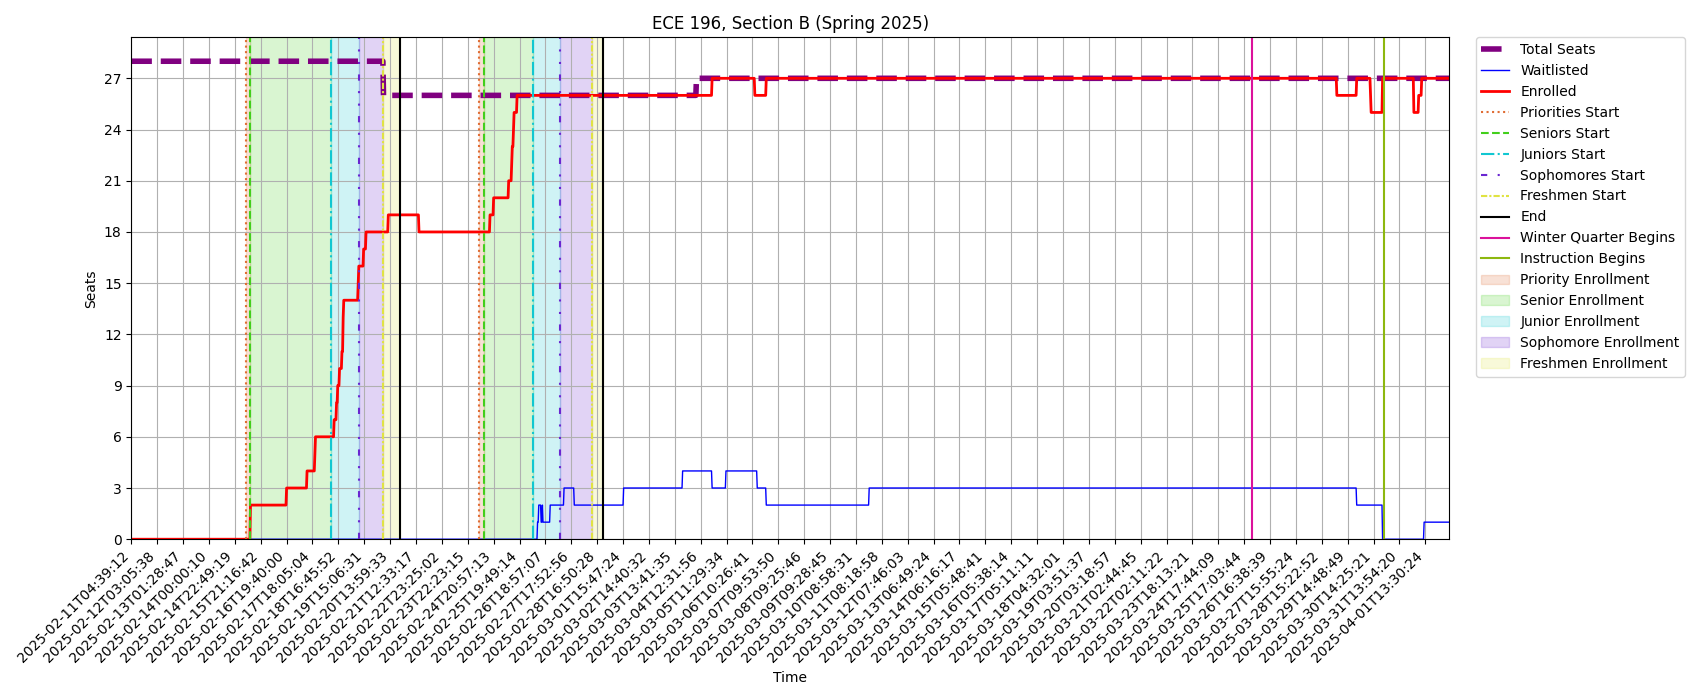 ECE 196, Section B (Spring 2025)
Seats
27
24
21
18
15
12
9
6
3
0
2025-02-11T04:39:12
2025-02-12T03:05:38
2025-02-13T01:28:47
2025-02-14T00:00:16
2025-02-14T22:49:19
2025-02-15T21:16:42
2025-02-16T19:40:00
2025-02-17T18:05:04
2025-02-18T16:45:52
2025-02-19T15:06:31
2025-02-20T13:59:33
2025-02-21T12:33:17
2025-02-22T23:25:02
2025-02-23T22:23:15
2025-02-24T20:57:13
2025-02-25T19:49:14
2025-02-26T18:57:07
2025-02-27T17:52:56
2025-02-28T16:50:28
2025-03-01T15:47:24
2025-03-02T14:40:32
2025-03-03T13:41:35
2025-03-04T12:31:56
2025-03-05T11:29:34
2025-03-06T10:26:41
2025-03-07T09:53:50
2025-03-08T09:25:46
2025-03-09T09:28:45
2025-03-10T08:58:31
2025-03-11T08:18:58
2025-03-12T07:46:03
2025-03-13T06:49:24
2025-03-14T06:16:17
2025-03-15T05:48:41
2025-03-16T05:38:14
2025-03-17T05:11:11
2025-03-18T04:32:01
2025-03-19T03:51:37
2025-03-20T03:18:57
2025-03-21T02:44:45
2025-03-22T02:11:22
2025-03-23T18:13:21
2025-03-24T17:44:09
2025-03-25T17:03:44
2025-03-26T16:38:39
2025-03-27T15:55:24
2025-03-28T15:22:52
2025-03-29T14:48:49
2025-03-30T14:25:21
2025-03-31T13:54:20
2025-04-01T13:30:24
Time
Total Seats
Waitlisted
Enrolled
Priorities Start
Seniors Start
Juniors Start
Sophomores Start
Freshmen Start
End
Winter Quarter Begins
Instruction Begins
Priority Enrollment
Senior Enrollment
Junior Enrollment
Sophomore Enrollment
Freshmen Enrollment